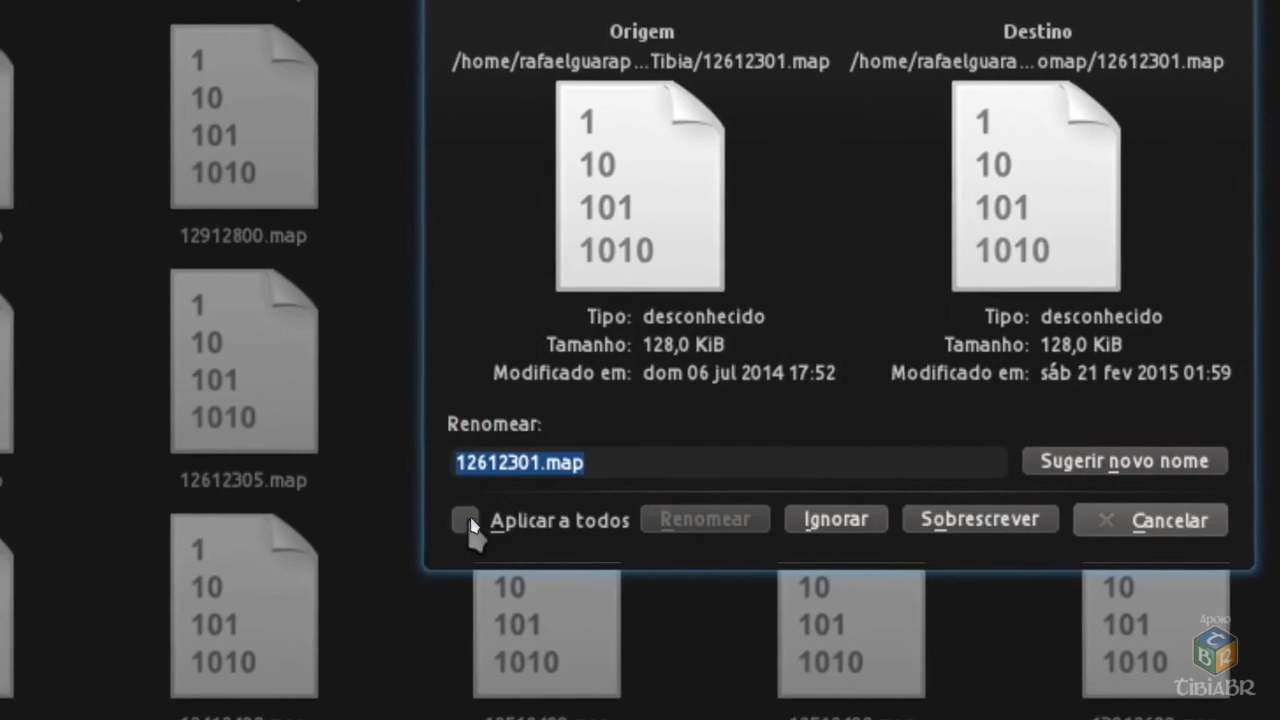 Origem
Destino
/home/rafaelguarap...Tibia/12612301.map
/home/rafaelguara...omap/12612301.map
1
10
101
1010
1
10
101
1010
1
10
101
1010
12912800.map
Tipo: desconhecido
Tamanho: 128,0 KiB
Modificado em: dom 06 jul 2014 17:52
Tipo: desconhecido
Tamanho: 128,0 KiB
Modificado em: sáb 21 fev 2015 01:59
1
10
101
1010
12612305.map
Renomear:
12612301.map
Sugerir novo nome
Aplicar a todos
Renomear
Ignorar
Sobrescrever
Cancelar
1
10
101
1010
10
101
1010
10
101
1010
10
101
1010
Apoio
TBR
TibiaBR